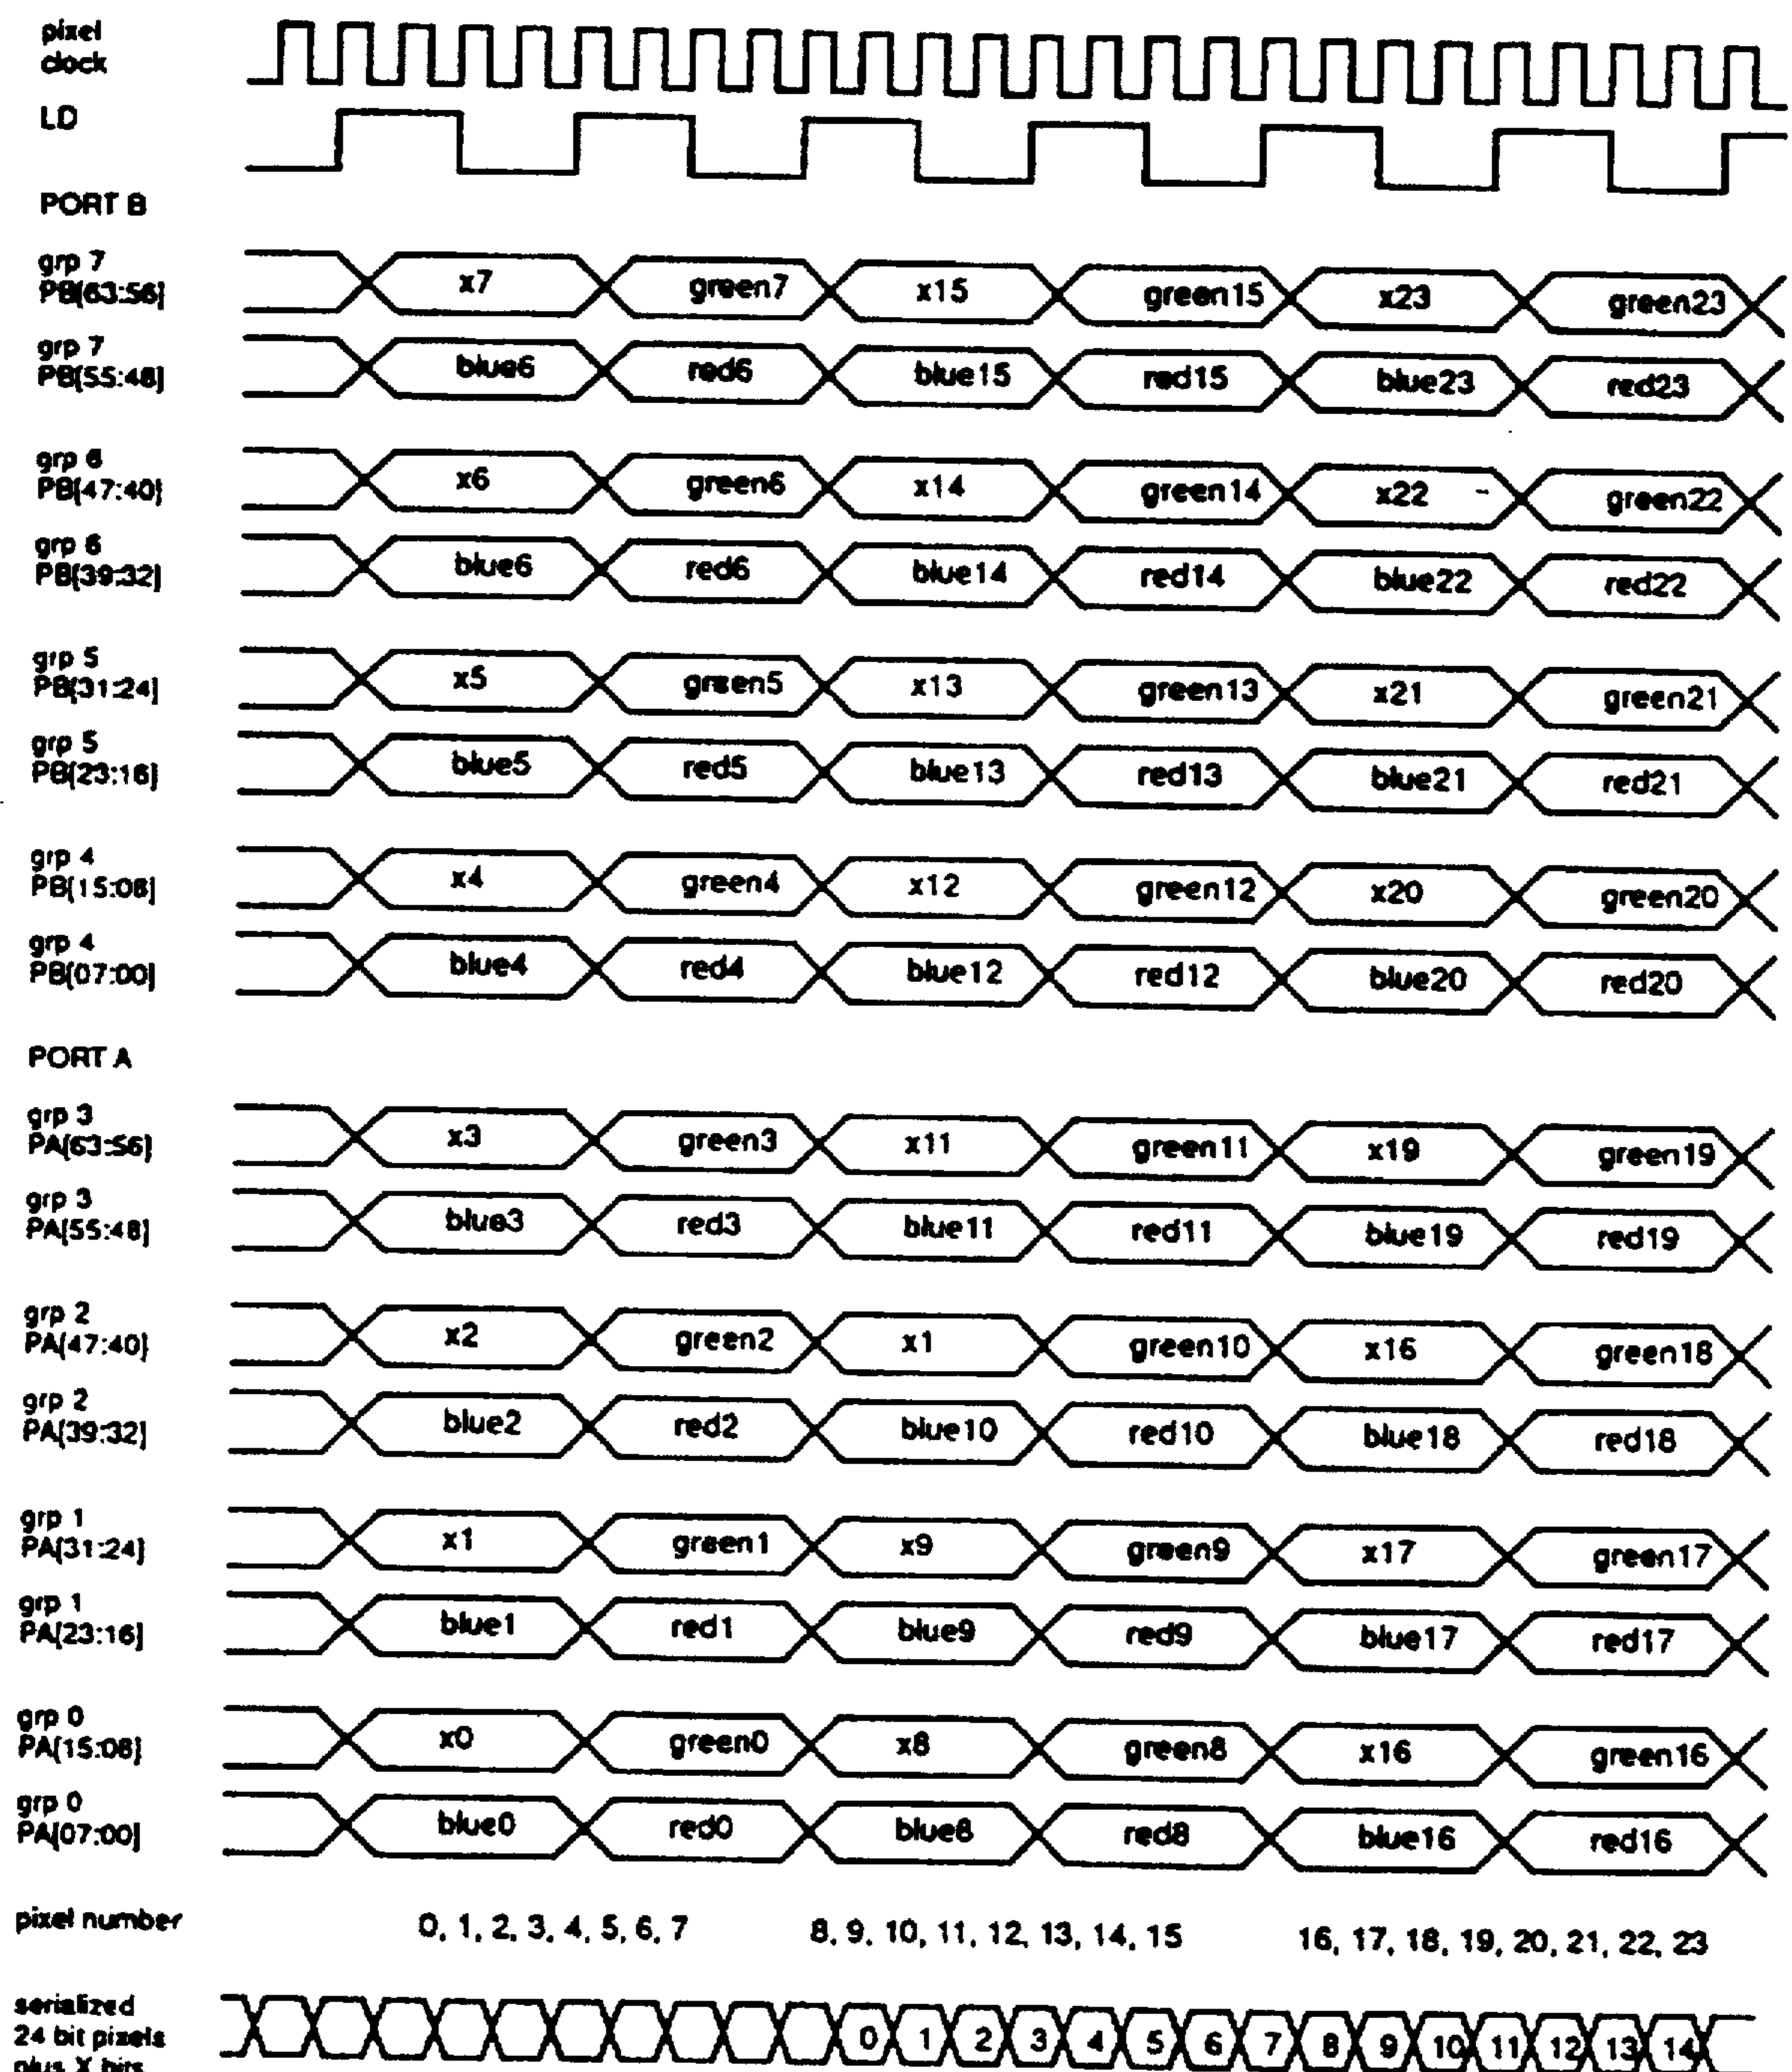 pixel
clock
LD
PORT B
grp 7
PB[63:56]
x7 green7 x15 green15 x23 green23
grp 7
PB[55:48]
blue6 red6 blue15 red15 blue23 red23
grp 6
PB[47:40]
x6 green6 x14 green14 x22 green22
grp 6
PB[39:32]
blue6 red6 blue14 red14 blue22 red22
grp 5
PB[31:24]
x5 green5 x13 green13 x21 green21
grp 5
PB[23:16]
blue5 red5 blue13 red13 blue21 red21
grp 4
PB[15:08]
x4 green4 x12 green12 x20 green20
grp 4
PB[07:00]
blue4 red4 blue12 red12 blue20 red20
PORT A
grp 3
PA[63:56]
x3 green3 x11 green11 x19 green19
grp 3
PA[55:48]
blue3 red3 blue11 red11 blue19 red19
grp 2
PA[47:40]
x2 green2 x1 green10 x16 green18
grp 2
PA[39:32]
blue2 red2 blue10 red10 blue18 red18
grp 1
PA[31:24]
x1 green1 x9 green9 x17 green17
grp 1
PA[23:16]
blue1 red1 blue9 red9 blue17 red17
grp 0
PA[15:08]
x0 green0 x8 green8 x16 green16
grp 0
PA[07:00]
blue0 red0 blue8 red8 blue16 red16
pixel number 0, 1, 2, 3, 4, 5, 6, 7 8, 9, 10, 11, 12, 13, 14, 15 16, 17, 18, 19, 20, 21, 22, 23
serialized
24 bit pixels
plus X bits
0 1 2 3 4 5 6 7 8 9 10 11 12 13 14